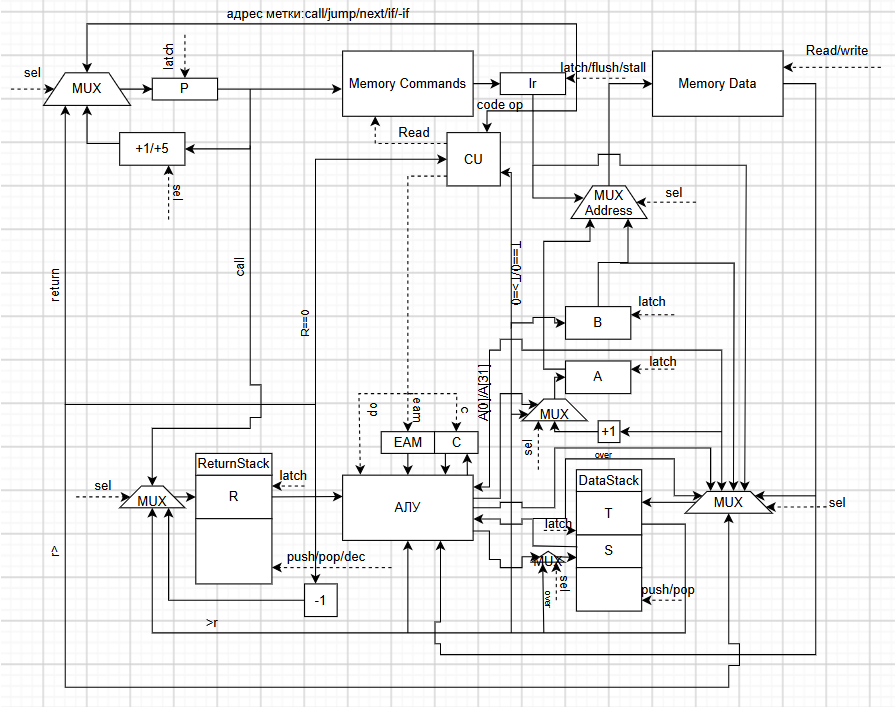 адрес метки:call/jump/next/if/-if
latch
sel
MUX
P
Memory Commands
Ir
latch/flush/stall
Memory Data
Read/write
code op
Read
CU
+1/+5
sel
MUX
Address
sel
return
call
R==0
T==0/T>=0
B
latch
A
latch
A[0]/A[31]
MUX
+1
sel
op
eam
c
EAM
C
over
ReturnStack
R
latch
sel
MUX
АЛУ
DataStack
T
S
latch
MUX
sel
over
MUX
sel
push/pop
^r
push/pop/dec
-1
>r